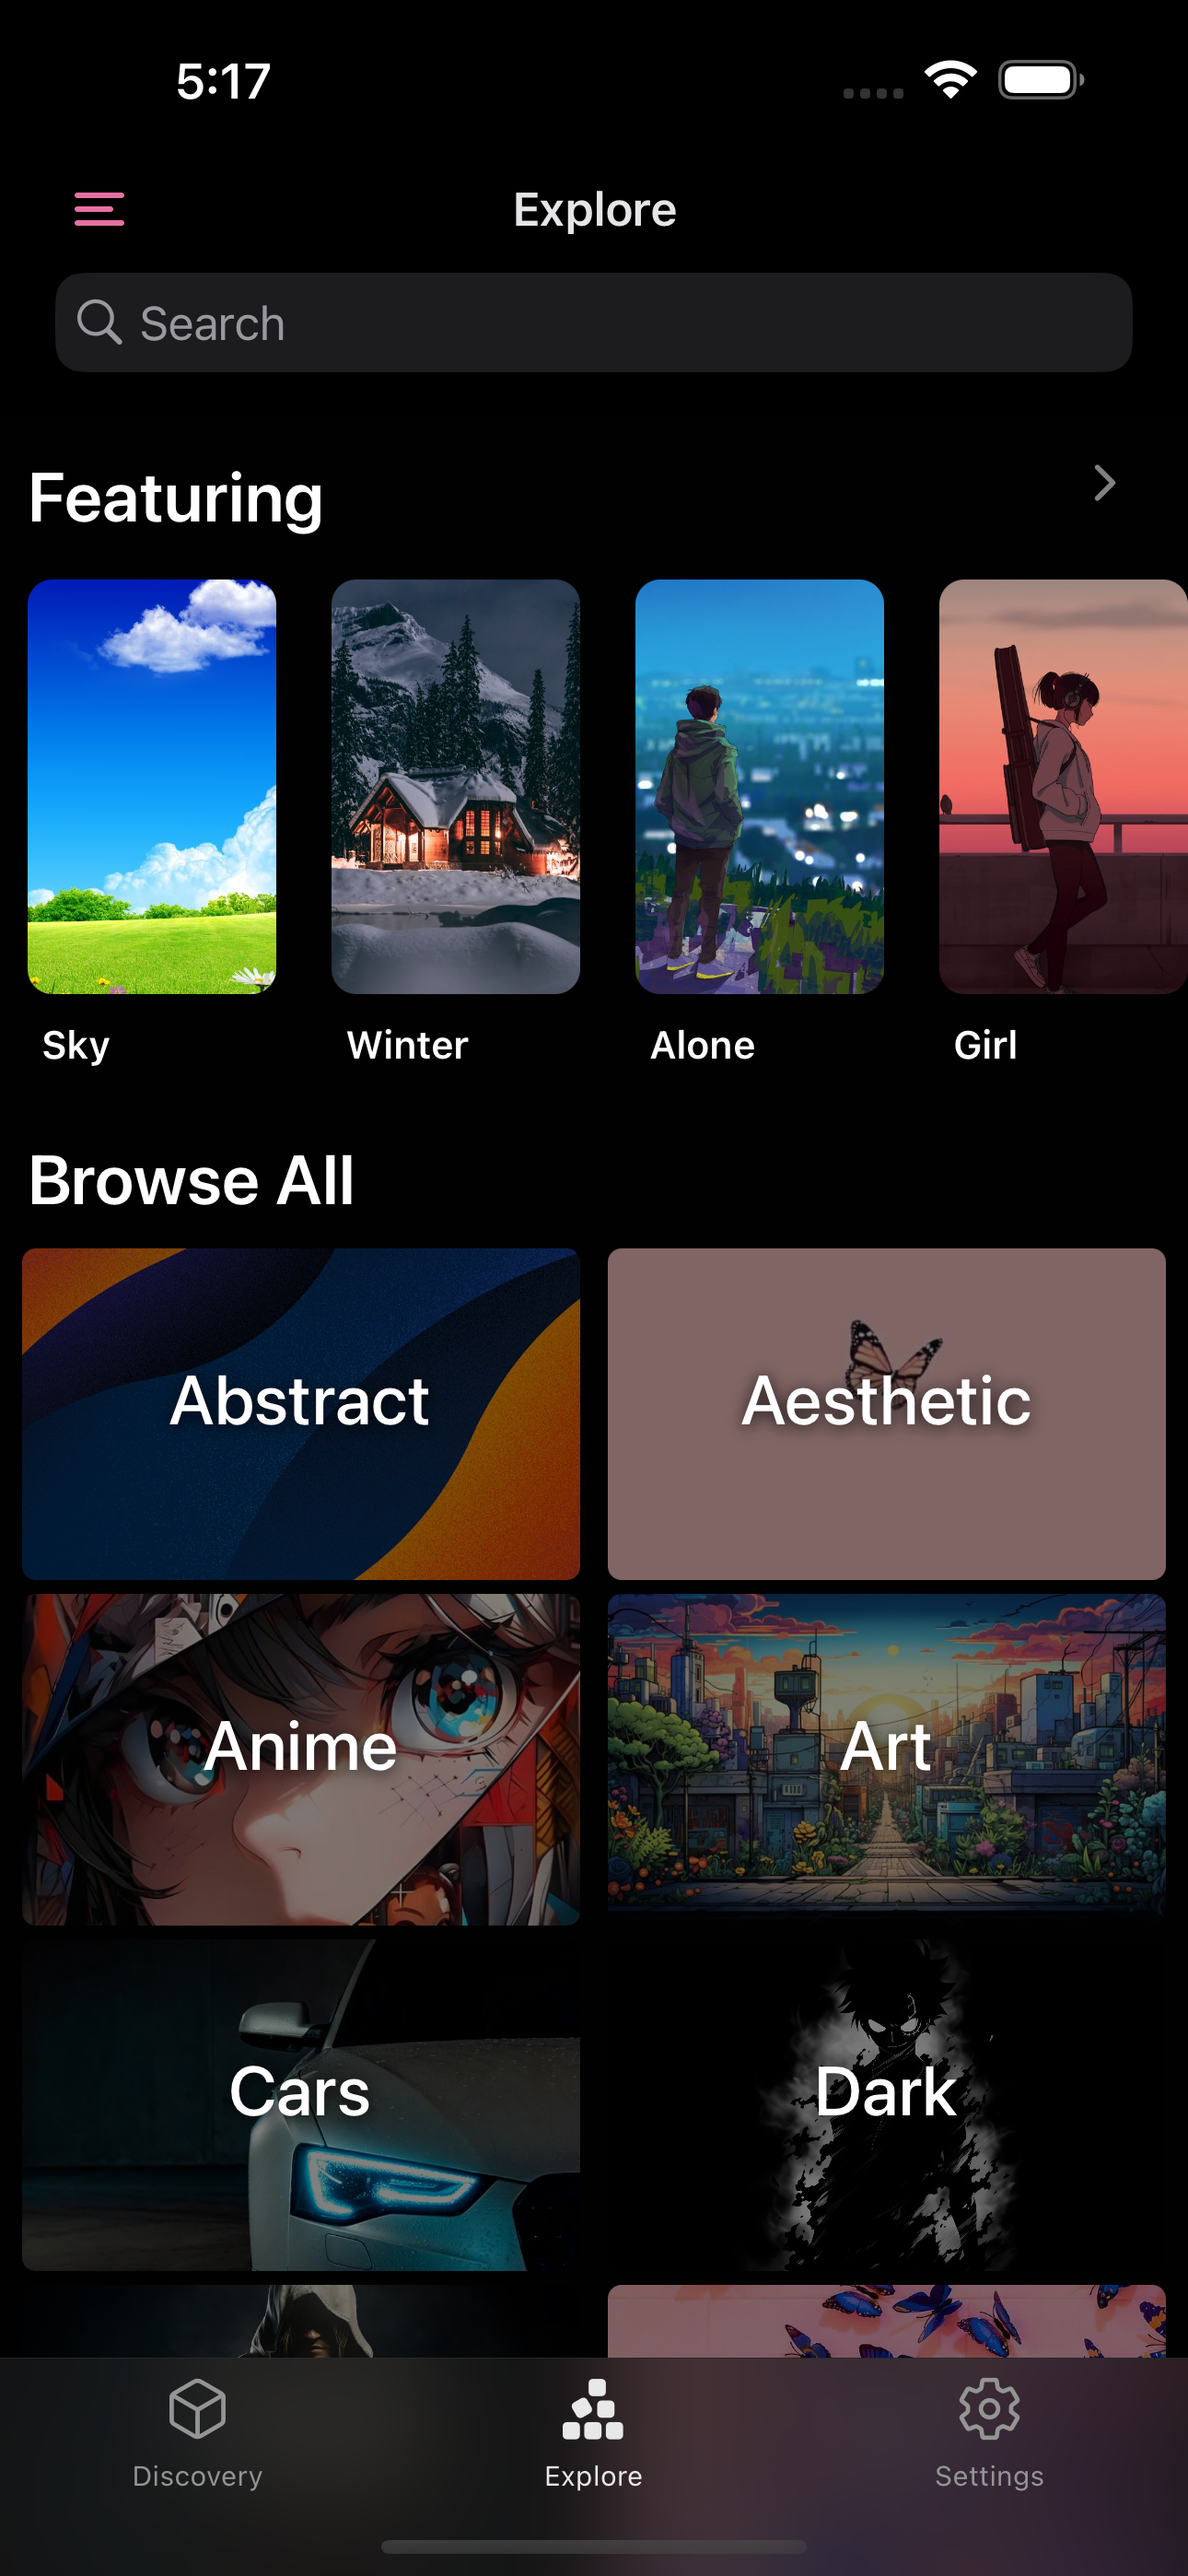 5:17
Explore
Search
Featuring
Sky
Winter
Alone
Girl
Browse All
Abstract
Aesthetic
Anime
Art
Cars
Dark
Discovery
Explore
Settings